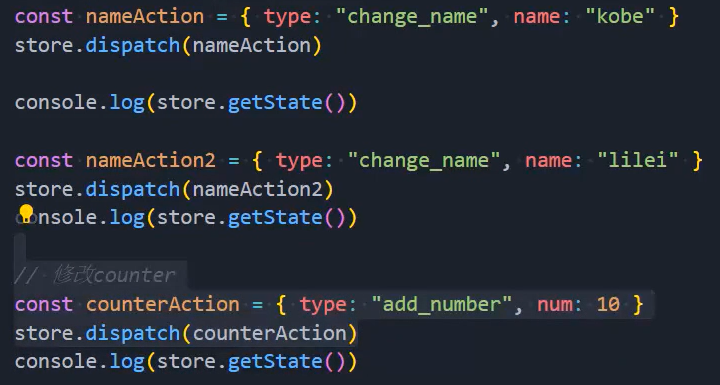 const nameAction = { type: "change_name", name: "kobe" }
store.dispatch(nameAction)
console.log(store.getState())
const nameAction2 = { type: "change_name", name: "lilei" }
store.dispatch(nameAction2)
console.log(store.getState())
// 修改counter
const counterAction = { type: "add_number", num: 10 }
store.dispatch(counterAction)
console.log(store.getState())